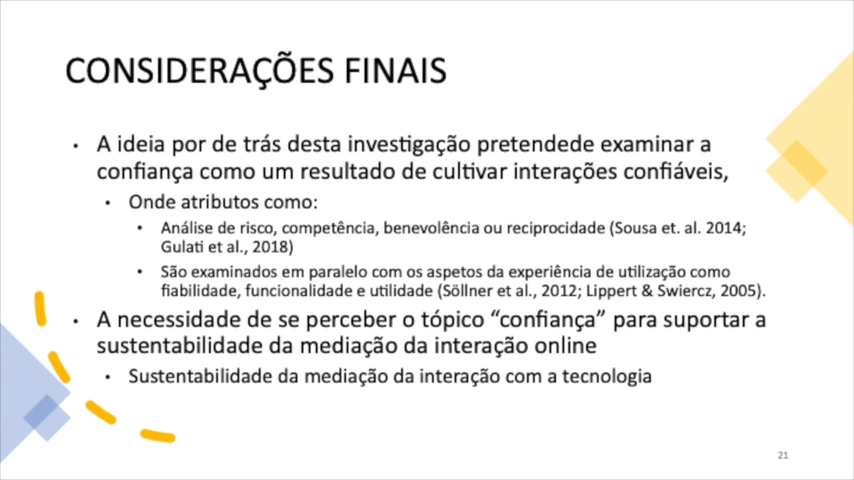 CONSIDERAÇÕES FINAIS
• A ideia por de trás desta investigação pretendede examinar a
confiança como um resultado de cultivar interações confiáveis,
• Onde atributos como:
• Análise de risco, competência, benevolência ou reciprocidade (Sousa et. al. 2014;
Gulati et al., 2018)
• São examinados em paralelo com os aspetos da experiência de utilização como
fiabilidade, funcionalidade e utilidade (Söllner et al., 2012; Lippert & Swiercz, 2005).
• A necessidade de se perceber o tópico “confiança” para suportar a
sustentabilidade da mediação da interação online
• Sustentabilidade da mediação da interação com a tecnologia
21